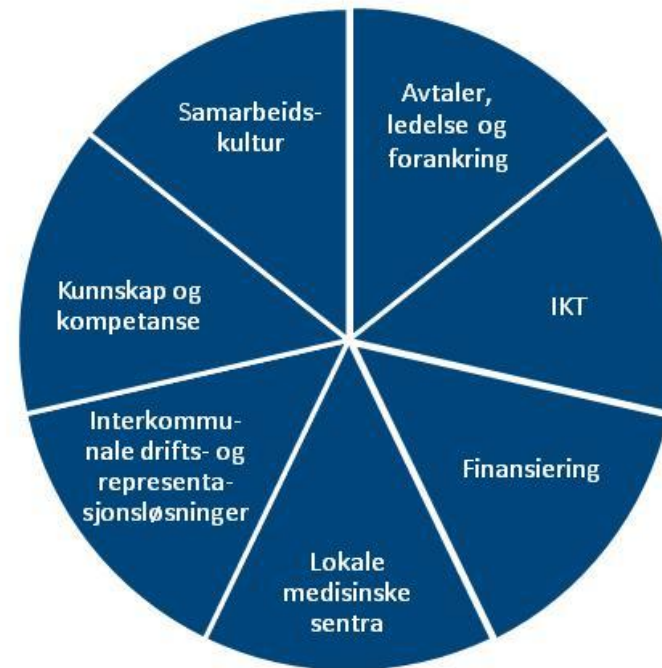 Avtaler,
ledelse og
forankring
IKT
Finansiering
Lokale
medisinske
sentra
Interkommu-
nale drifts- og
representa-
sjonsløsninger
Kunnskap og
kompetanse
Samarbeids-
kultur